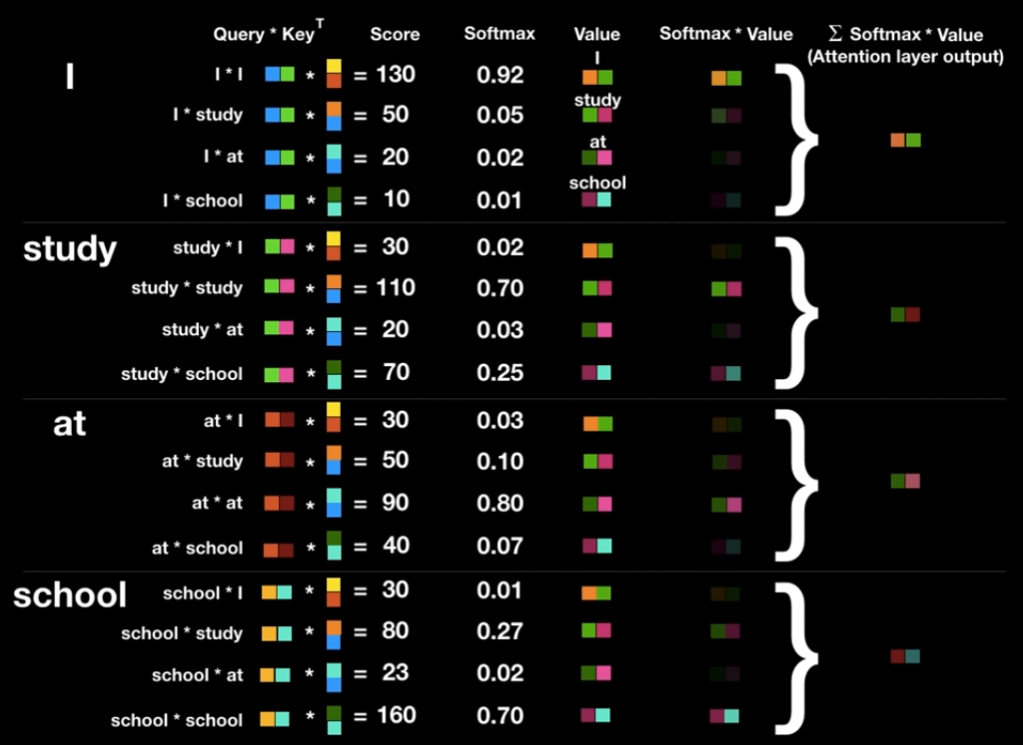 Query * Key^T Score Softmax Value Softmax * Value Σ Softmax * Value
(Attention layer output)
I
I
I * I * = 130 0.92
study
I * study * = 50 0.05
at
I * at * = 20 0.02
school
I * school * = 10 0.01
study
study * I * = 30 0.02
study * study * = 110 0.70
study * at * = 20 0.03
study * school * = 70 0.25
at
at * I * = 30 0.03
at * study * = 50 0.10
at * at * = 90 0.80
at * school * = 40 0.07
school
school * I * = 30 0.01
school * study * = 80 0.27
school * at * = 23 0.02
school * school * = 160 0.70